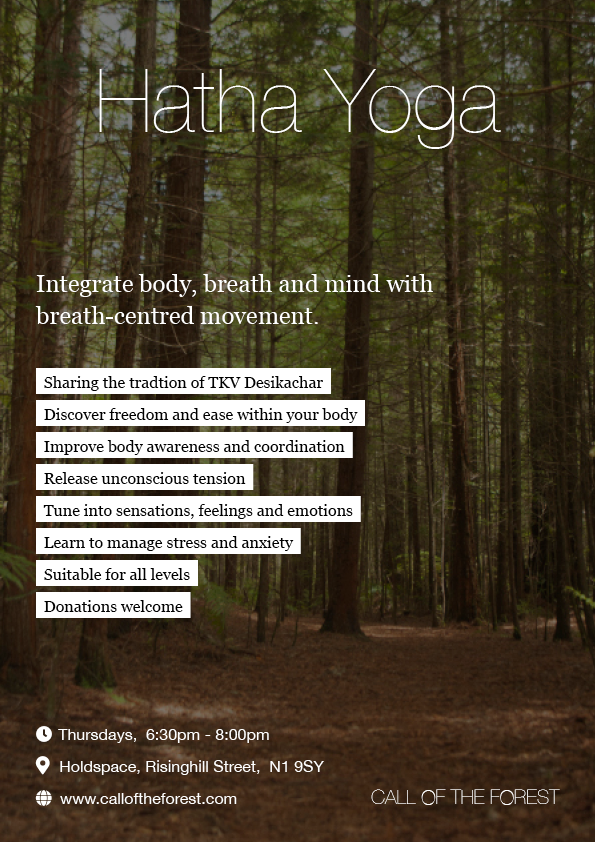 Hatha Yoga
Integrate body, breath and mind with
breath-centred movement.
Sharing the tradtion of TKV Desikachar
Discover freedom and ease within your body
Improve body awareness and coordination
Release unconscious tension
Tune into sensations, feelings and emotions
Learn to manage stress and anxiety
Suitable for all levels
Donations welcome
Thursdays, 6:30pm - 8:00pm
Holdspace, Risinghill Street, N1 9SY
www.calloftheforest.com
CALL OF THE FOREST